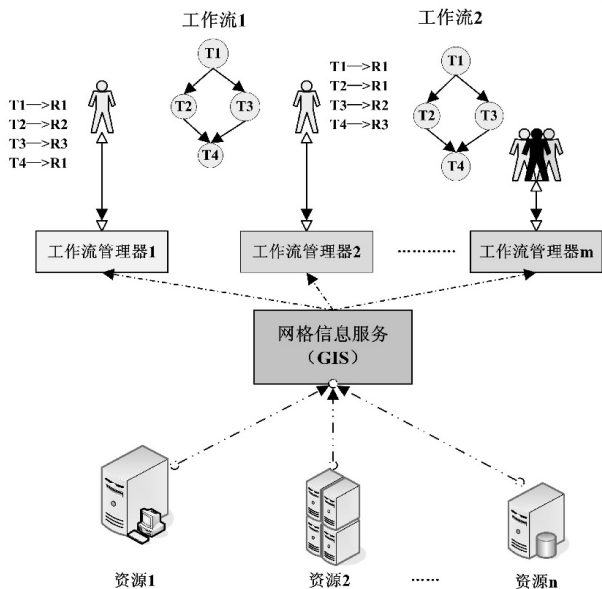 工作流1
工作流2
T1
T2
T3
T4
T1—>R1
T2—>R2
T3—>R3
T4—>R1
T1—>R1
T2—>R1
T3—>R2
T4—>R3
T1
T2
T3
T4
工作流管理器1
工作流管理器2
………
工作流管理器m
网格信息服务
（GIS）
资源1
资源2
……
资源n